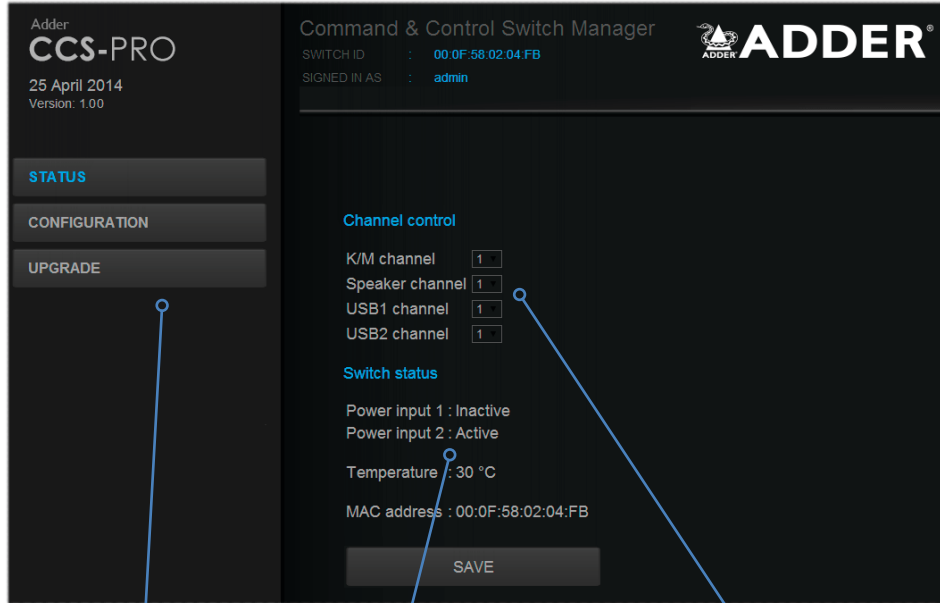 Adder
CCS-PRO
25 April 2014
Version: 1.00
STATUS
CONFIGURATION
UPGRADE
Command & Control Switch Manager
SWITCH ID : 00:0F:58:02:04:FB
SIGNED IN AS : admin
ADDER
ADDER®
Channel control
K/M channel 1
Speaker channel 1
USB1 channel 1
USB2 channel 1
Switch status
Power input 1 : Inactive
Power input 2 : Active
Temperature : 30 °C
MAC address : 00:0F:58:02:04:FB
SAVE